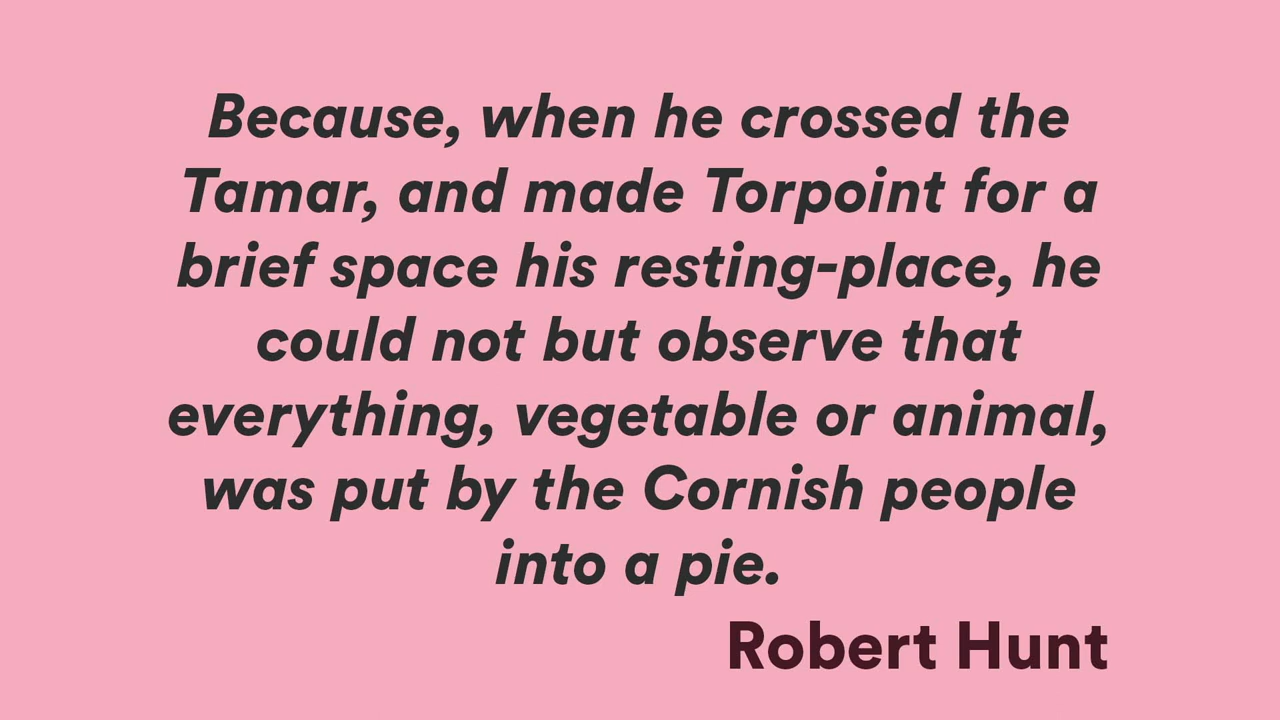 Because, when he crossed the
Tamar, and made Torpoint for a
brief space his resting-place, he
could not but observe that
everything, vegetable or animal,
was put by the Cornish people
into a pie.
Robert Hunt